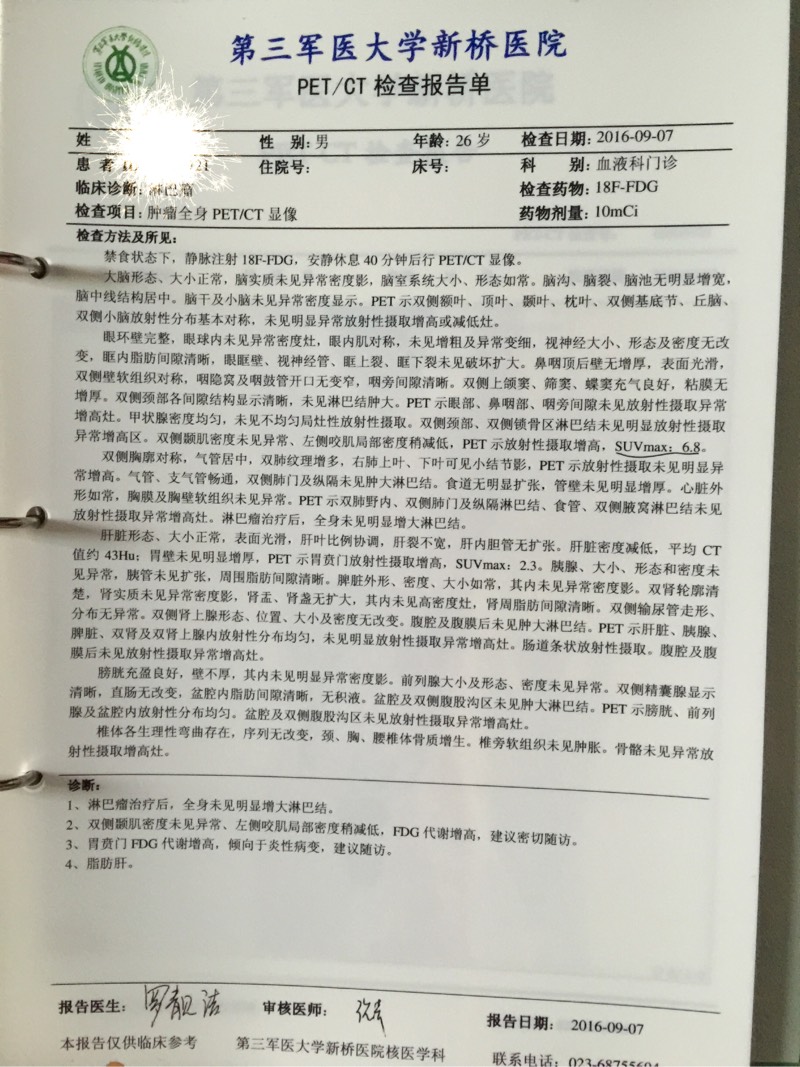 第三军医大学新桥医院
PET/CT 检查报告单
姓 性 别: 男 年龄: 26 岁 检查日期: 2016-09-07
患 者 住院号: 床号: 科 别: 血液科门诊
临床诊断: 淋巴瘤 检查药物: 18F-FDG
检查项目: 肿瘤全身 PET/CT 显像 药物剂量: 10mCi
检查方法及所见:
禁食状态下，静脉注射 18F-FDG，安静休息 40 分钟后行 PET/CT 显像。
大脑形态、大小正常，脑实质未见异常密度影，脑室系统大小、形态如常。脑沟、脑裂、脑池无明显增宽，
脑中线结构居中。脑干及小脑未见异常密度显示。PET 示双侧额叶、顶叶、颞叶、枕叶、双侧基底节、丘脑、
双侧小脑放射性分布基本对称，未见明显异常放射性摄取增高或减低灶。
眼环壁完整，眼球内未见异常密度灶，眼内肌对称，未见增粗及异常变细，视神经大小、形态及密度无改
变，眶内脂肪间隙清晰，眼眶壁、视神经管、眶上裂、眶下裂未见破坏扩大。鼻咽顶后壁无增厚，表面光滑，
双侧壁软组织对称，咽隐窝及咽鼓管开口无变窄，咽旁间隙清晰。双侧上颌窦、筛窦、蝶窦充气良好，粘膜无
增厚。双侧颈部各间隙结构显示清晰，未见淋巴结肿大。PET 示眼部、鼻咽部、咽旁间隙未见放射性摄取异常
增高灶。甲状腺密度均匀，未见不均匀局灶性放射性摄取。双侧颈部、双侧锁骨区淋巴结未见明显放射性摄取
异常增高区。双侧颞肌密度未见异常、左侧咬肌局部密度稍减低，PET 示放射性摄取增高，SUVmax: 6.8。
双侧胸廓对称，气管居中，双肺纹理增多，右肺上叶、下叶可见小结节影，PET 示放射性摄取未见明显异
常增高。气管、支气管畅通，双侧肺门及纵隔未见肿大淋巴结。食道无明显扩张，管壁未见明显增厚。心脏外
形如常，胸膜及胸壁软组织未见异常。PET 示双肺野内、双侧肺门及纵隔淋巴结、食管、双侧腋窝淋巴结未见
放射性摄取异常增高灶。淋巴瘤治疗后，全身未见明显增大淋巴结。
肝脏形态、大小正常，表面光滑，肝叶比例协调，肝裂不宽，肝内胆管无扩张。肝脏密度减低，平均 CT
值约 43Hu；胃壁未见明显增厚，PET 示胃贲门放射性摄取增高，SUVmax: 2.3。胰腺、大小、形态和密度未
见异常，胰管未见扩张，周围脂肪间隙清晰。脾脏外形、密度、大小如常，其内未见异常密度影。双肾轮廓清
楚，肾实质未见异常密度影，肾盂、肾盏无扩大，其内未见高密度灶，肾周脂肪间隙清晰。双侧输尿管走形、
分布无异常。双侧肾上腺形态、位置、大小及密度无改变。腹腔及腹膜后未见肿大淋巴结。PET 示肝脏、胰腺、
脾脏、双肾及双肾上腺内放射性分布均匀，未见明显放射性摄取异常增高灶。肠道条状放射性摄取。腹腔及腹
膜后未见放射性摄取异常增高灶。
膀胱充盈良好，壁不厚，其内未见明显异常密度影。前列腺大小及形态、密度未见异常。双侧精囊腺显示
清晰，直肠无改变，盆腔内脂肪间隙清晰，无积液。盆腔及双侧腹股沟区未见肿大淋巴结。PET 示膀胱、前列
腺及盆腔内放射性分布均匀。盆腔及双侧腹股沟区未见放射性摄取异常增高灶。
椎体各生理性弯曲存在，序列无改变，颈、胸、腰椎体骨质增生。椎旁软组织未见肿胀。骨骼未见异常放
射性摄取增高灶。
诊断:
1、淋巴瘤治疗后，全身未见明显增大淋巴结。
2、双侧颞肌密度未见异常、左侧咬肌局部密度稍减低，FDG 代谢增高，建议密切随访。
3、胃贲门 FDG 代谢增高，倾向于炎性病变，建议随访。
4、脂肪肝。
报告医生: 罗靓洁 审核医师: 报告日期: 2016-09-07
本报告仅供临床参考 第三军医大学新桥医院核医学科 联系电话: 023-68755694